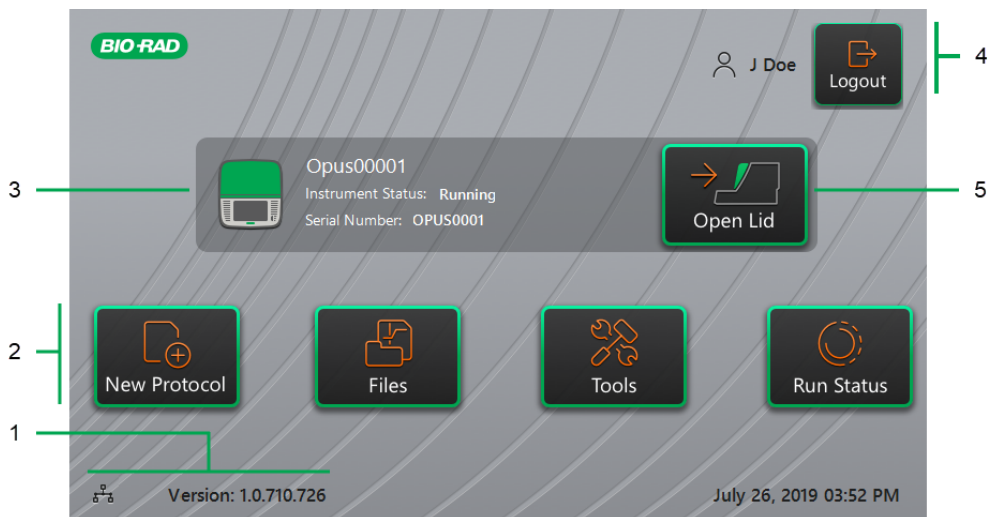 BIO-RAD
J Doe
Logout
4
Opus00001
Instrument Status: Running
Serial Number: OPUS0001
Open Lid
3
5
2
New Protocol
Files
Tools
Run Status
1
Version: 1.0.710.726
July 26, 2019 03:52 PM